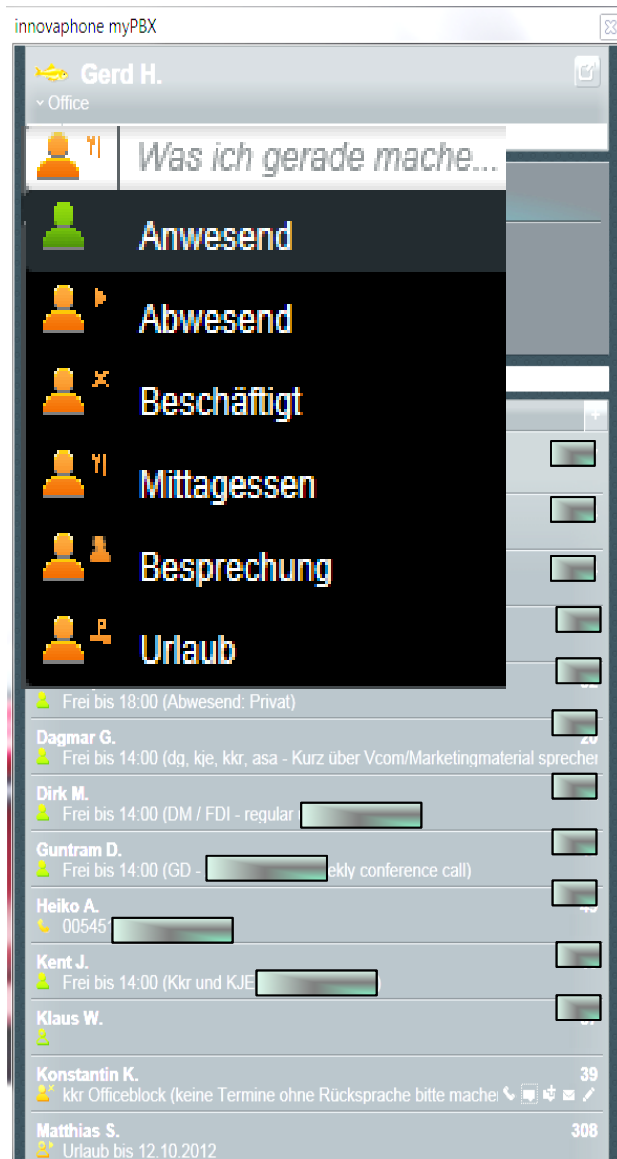 innovaphone myPBX
Gerd H.
Office
Was ich gerade mache...
Anwesend
Abwesend
Beschäftigt
Mittagessen
Besprechung
Urlaub
Frei bis 18:00 (Abwesend: Privat)
Dagmar G.
Frei bis 14:00 (dg, kje, kkr, asa - Kurz über Vcom/Marketingmaterial sprechen
Dirk M.
Frei bis 14:00 (DM / FDI - regular
Guntram D.
Frei bis 14:00 (GD - ekly conference call)
Heiko A.
00545
Kent J.
Frei bis 14:00 (Kkr und KJE )
Klaus W.
Konstantin K. 39
kkr Officeblock (keine Termine ohne Rücksprache bitte mache
Matthias S. 308
Urlaub bis 12.10.2012